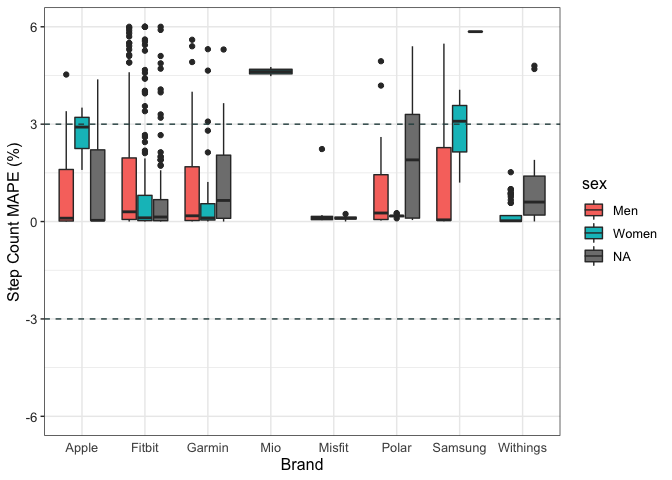 Step Count MAPE (%)
6
3
0
-3
-6
Apple Fitbit Garmin Mio Misfit Polar Samsung Withings
Brand
sex
Men
Women
NA